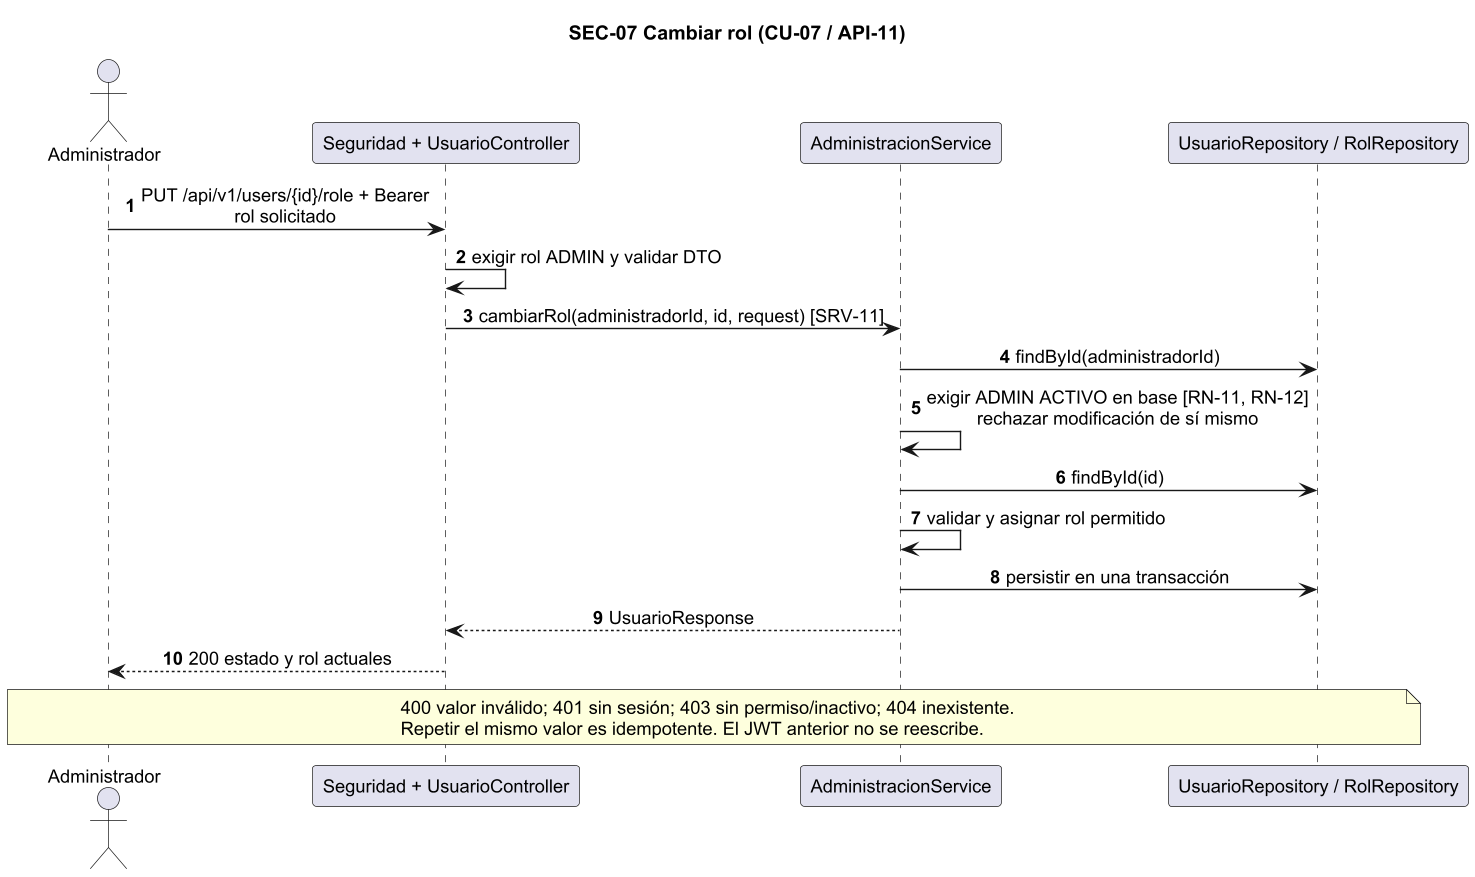 SEC-07 Cambiar rol (CU-07 / API-11)
Administrador
Seguridad + UsuarioController
AdministracionService
UsuarioRepository / RolRepository
1 PUT /api/v1/users/{id}/role + Bearer
rol solicitado
2 exigir rol ADMIN y validar DTO
3 cambiarRol(administradorId, id, request) [SRV-11]
4 findById(administradorId)
5 exigir ADMIN ACTIVO en base [RN-11, RN-12]
rechazar modificación de sí mismo
6 findById(id)
7 validar y asignar rol permitido
8 persistir en una transacción
9 UsuarioResponse
10 200 estado y rol actuales
400 valor inválido; 401 sin sesión; 403 sin permiso/inactivo; 404 inexistente.
Repetir el mismo valor es idempotente. El JWT anterior no se reescribe.
Administrador
Seguridad + UsuarioController
AdministracionService
UsuarioRepository / RolRepository